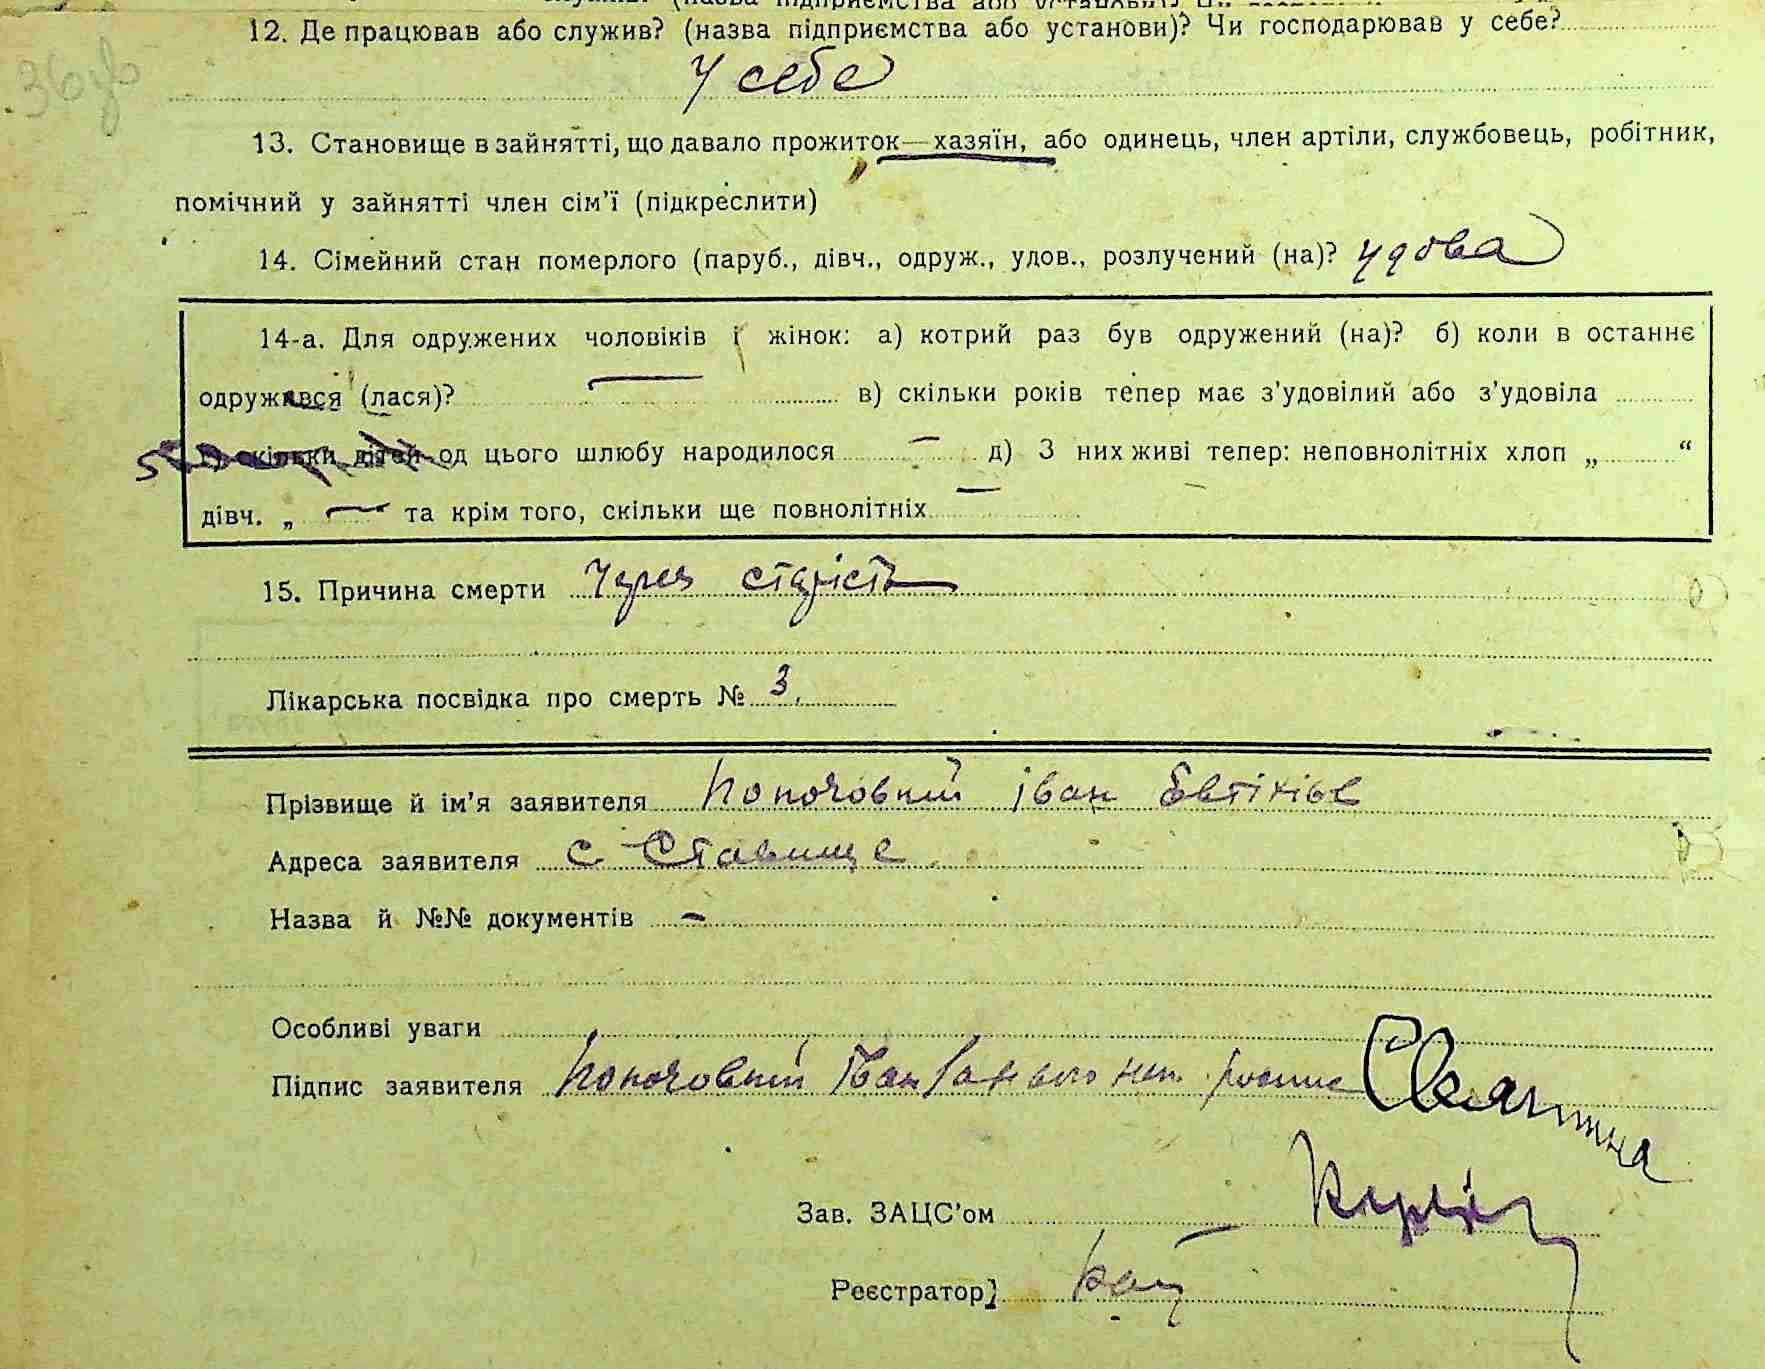 12. Де працював або служив? (назва підприємства або установи)? Чи господарював у себе?
У себе
13. Становище в зайнятті, що давало прожиток—хазяїн, або одинець, член артіли, службовець, робітник,
помічний у зайнятті член сім'ї (підкреслити)
14. Сімейний стан померлого (паруб., дівч., одруж., удов., розлучений (на)? удова
14-а. Для одружених чоловіків і жінок: а) котрий раз був одружений (на)? б) коли в останнє
одружився (лася)? — в) скільки років тепер має з'удовілий або з'удовіла
г) скільки дітей од цього шлюбу народилося — д) З них живі тепер: неповнолітніх хлоп „ “
дівч. „ — та крім того, скільки ще повнолітніх —
15. Причина смерти Через старість
Лікарська посвідка про смерть № 3
Прізвище й ім'я заявителя Копоновний Іван Євтіхіїв
Адреса заявителя с. Ставище
Назва й №№ документів —
Особливі уваги
Підпис заявителя Іван
Зав. ЗАЦС'ом
Реєстратор